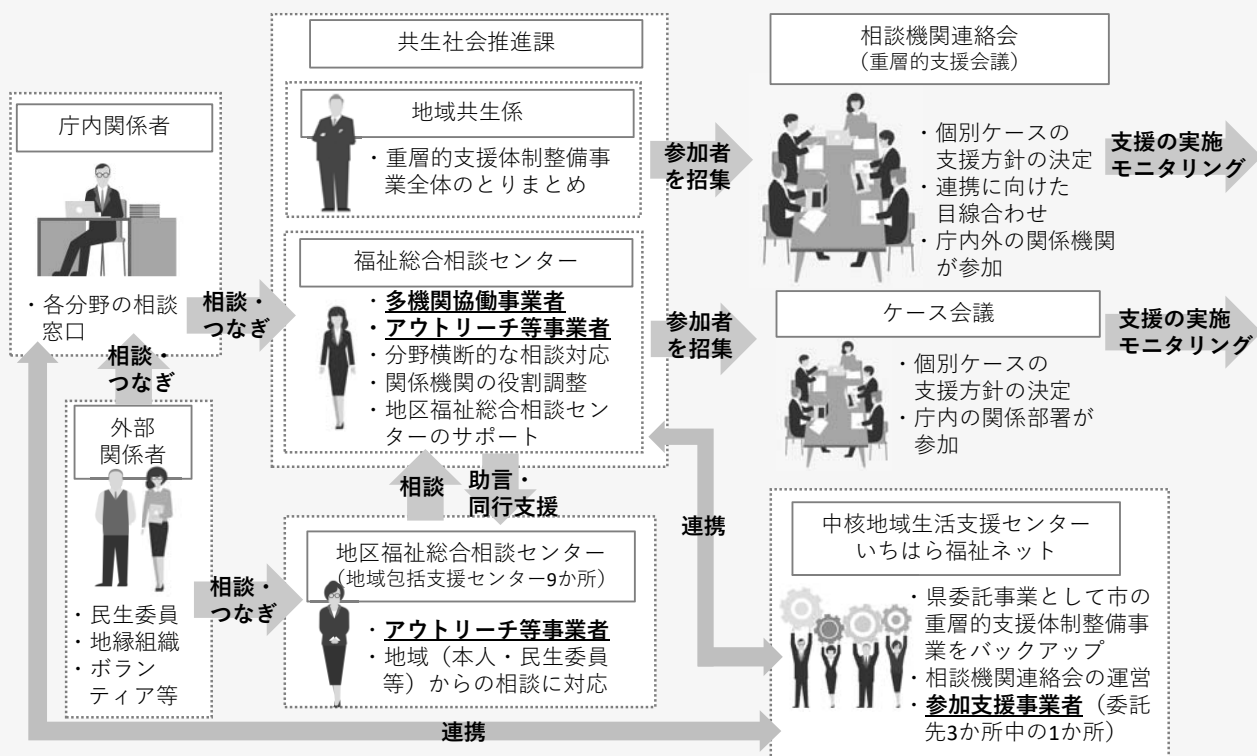 庁内関係者
・各分野の相談
窓口
相談・
つなぎ
相談・
つなぎ
外部
関係者
・民生委員
・地縁組織
・ボラン
ティア等
相談・
つなぎ
共生社会推進課
地域共生係
・重層的支援体制整備事
業全体のとりまとめ
福祉総合相談センター
・多機関協働事業者
・アウトリーチ等事業者
・分野横断的な相談対応
・関係機関の役割調整
・地区福祉総合相談セン
ターのサポート
相談
助言・
同行支援
地区福祉総合相談センター
（地域包括支援センター9か所）
・アウトリーチ等事業者
・地域（本人・民生委員
等）からの相談に対応
参加者
を招集
参加者
を招集
相談機関連絡会
（重層的支援会議）
・個別ケースの
支援方針の決定
・連携に向けた
目線合わせ
・庁内外の関係機関
が参加
支援の実施
モニタリング
ケース会議
・個別ケースの
支援方針の決定
・庁内の関係部署が
参加
支援の実施
モニタリング
連携
中核地域生活支援センター
いちはら福祉ネット
・県委託事業として市の
重層的支援体制整備事
業をバックアップ
・相談機関連絡会の運営
・参加支援事業者（委託
先3か所中の1か所）
連携